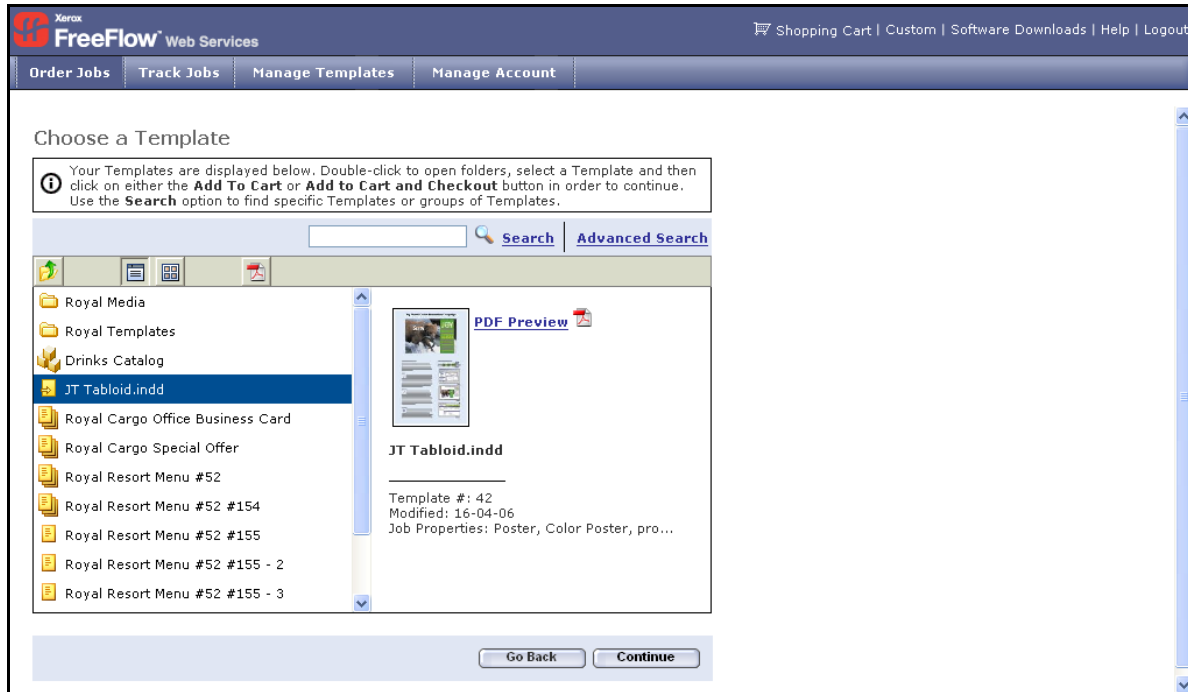 Xerox
FreeFlow Web Services
Shopping Cart | Custom | Software Downloads | Help | Logout
Order Jobs
Track Jobs
Manage Templates
Manage Account
Choose a Template
Your Templates are displayed below. Double-click to open folders, select a Template and then
click on either the Add To Cart or Add to Cart and Checkout button in order to continue.
Use the Search option to find specific Templates or groups of Templates.
Search
Advanced Search
Royal Media
Royal Templates
Drinks Catalog
JT Tabloid.indd
Royal Cargo Office Business Card
Royal Cargo Special Offer
Royal Resort Menu #52
Royal Resort Menu #52 #154
Royal Resort Menu #52 #155
Royal Resort Menu #52 #155 - 2
Royal Resort Menu #52 #155 - 3
PDF Preview
JT Tabloid.indd
Template #: 42
Modified: 16-04-06
Job Properties: Poster, Color Poster, pro...
Go Back
Continue